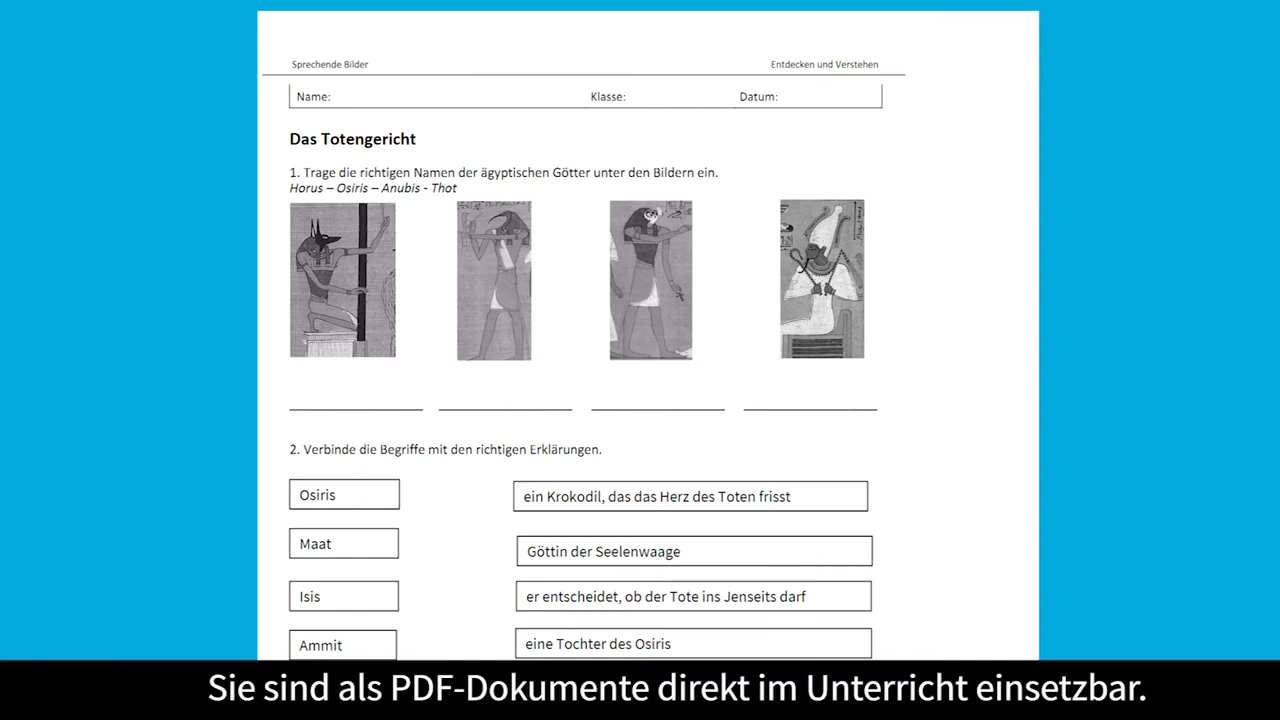 Sprechende Bilder Entdecken und Verstehen
Name: Klasse: Datum:
Das Totengericht
1. Trage die richtigen Namen der ägyptischen Götter unter den Bildern ein.
Horus – Osiris – Anubis - Thot
2. Verbinde die Begriffe mit den richtigen Erklärungen.
Osiris ein Krokodil, das das Herz des Toten frisst
Maat Göttin der Seelenwaage
Isis er entscheidet, ob der Tote ins Jenseits darf
Ammit eine Tochter des Osiris
Sie sind als PDF-Dokumente direkt im Unterricht einsetzbar.